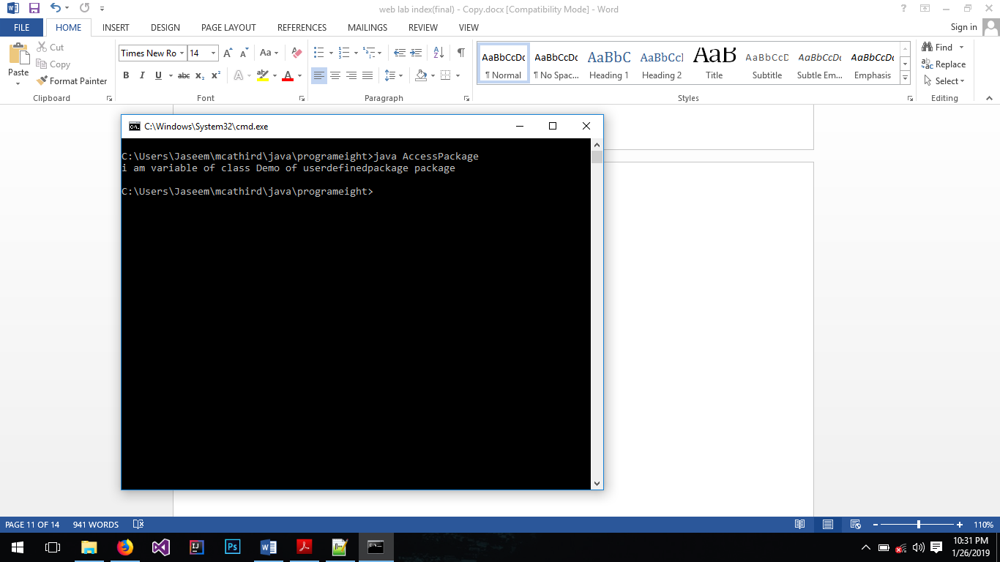 web lab index(final) - Copy.docx [Compatibility Mode] - Word
FILE HOME INSERT DESIGN PAGE LAYOUT REFERENCES MAILINGS REVIEW VIEW Sign in
Paste
Cut
Copy
Format Painter
Clipboard
Times New Ro 14
Aa
B I U abc x₂ x²
Font
Paragraph
AaBbCcDc AaBbCcDc AaBbC AaBbCcI AaB AaBbCcD AaBbCcDc AaBbCcDc
¶ Normal ¶ No Spac... Heading 1 Heading 2 Title Subtitle Subtle Em... Emphasis
Styles
Find
Replace
Select
Editing
C:\Windows\System32\cmd.exe
C:\Users\Jaseem\mcathird\java\programeight>java AccessPackage
i am variable of class Demo of userdefinedpackage package
C:\Users\Jaseem\mcathird\java\programeight>
PAGE 11 OF 14 941 WORDS 110%
10:31 PM
1/26/2019